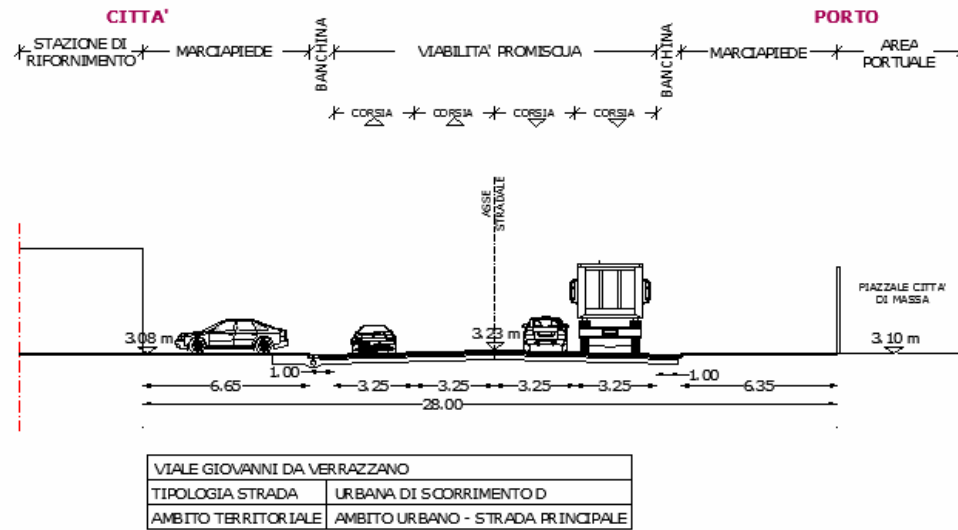 CITTA'
PORTO
STAZIONE DI
RIFORNIMENTO
MARCIAPIEDE
BANCHINA
VIABILITA' PROMISCUA
BANCHINA
MARCIAPIEDE
AREA
PORTUALE
CORSIA
CORSIA
CORSIA
CORSIA
ASSE
STRADALE
PIAZZALE CITTA'
DI MASSA
3.08 m
3.23 m
3.10 m
1.00
1.00
6.65
3.25
3.25
3.25
3.25
6.35
28.00
VIALE GIOVANNI DA VERRAZZANO
TIPOLOGIA STRADA
URBANA DI SCORRIMENTO D
AMBITO TERRITORIALE
AMBITO URBANO - STRADA PRINCIPALE